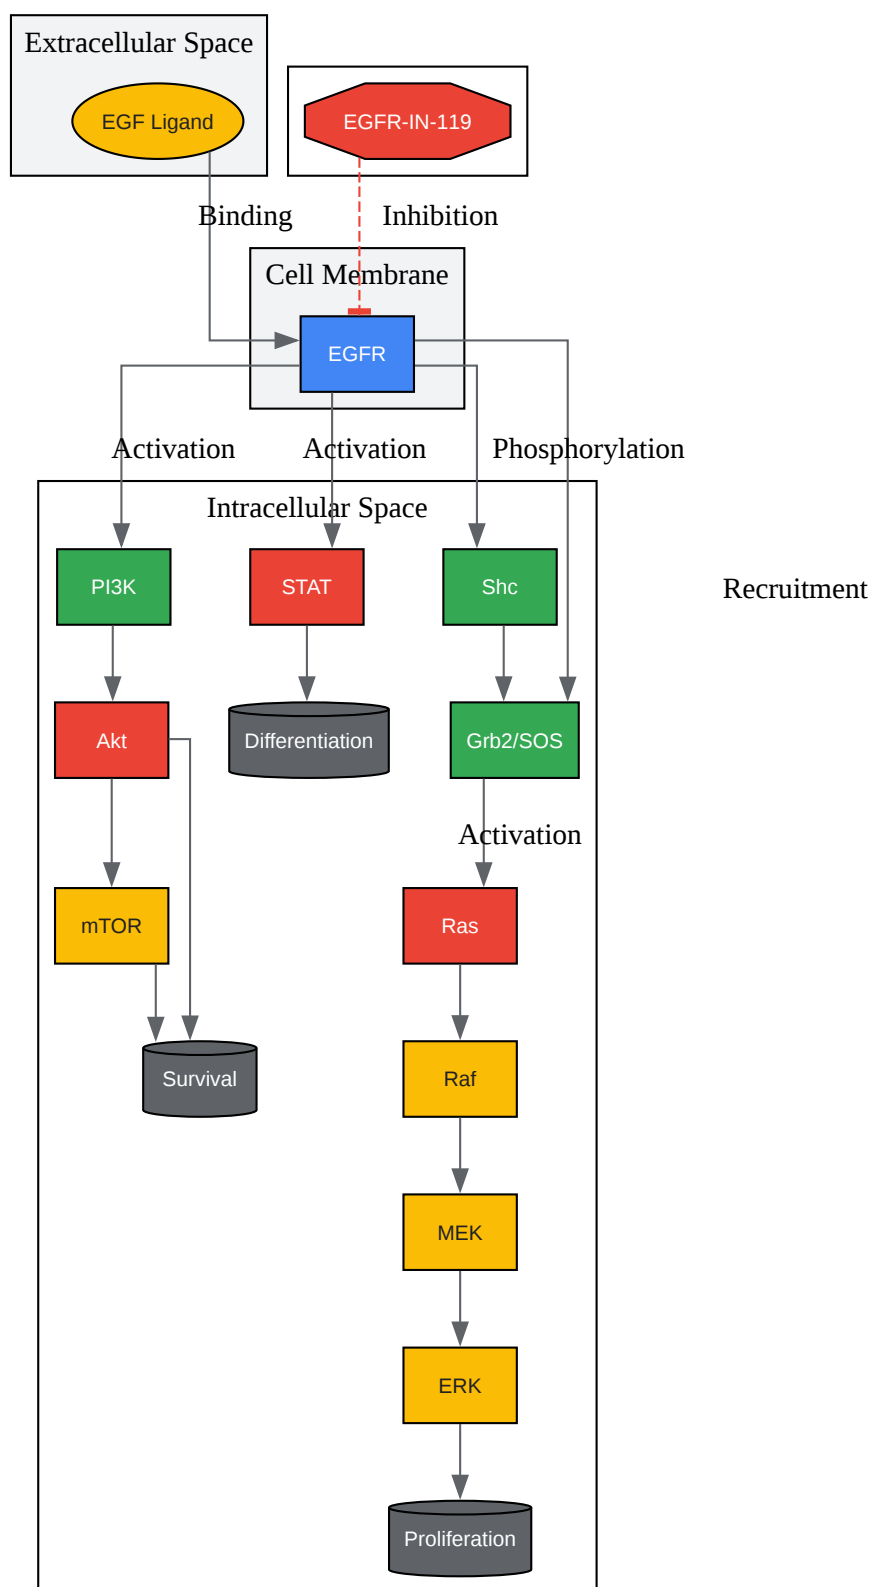 Extracellular Space
EGF Ligand
EGFR-IN-119
Binding
Inhibition
Cell Membrane
EGFR
Activation
Activation
Phosphorylation
Intracellular Space
PI3K
STAT
Shc
Recruitment
Akt
Differentiation
Grb2/SOS
Activation
mTOR
Ras
Survival
Raf
MEK
ERK
Proliferation